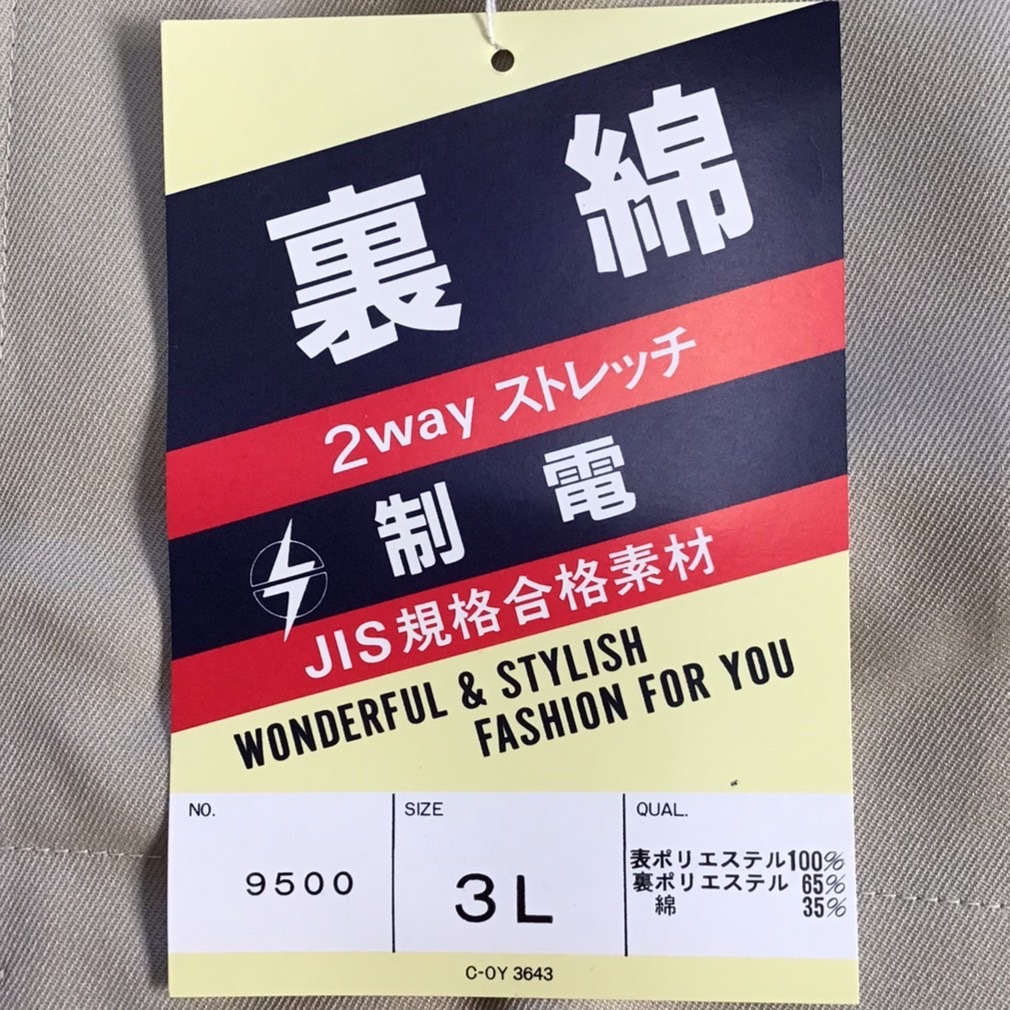 裏綿
2way ストレッチ
制電
JIS規格合格素材
WONDERFUL & STYLISH
FASHION FOR YOU
NO.
9500
SIZE
3L
QUAL.
表ポリエステル100%
裏ポリエステル 65%
綿 35%
C-OY 3643